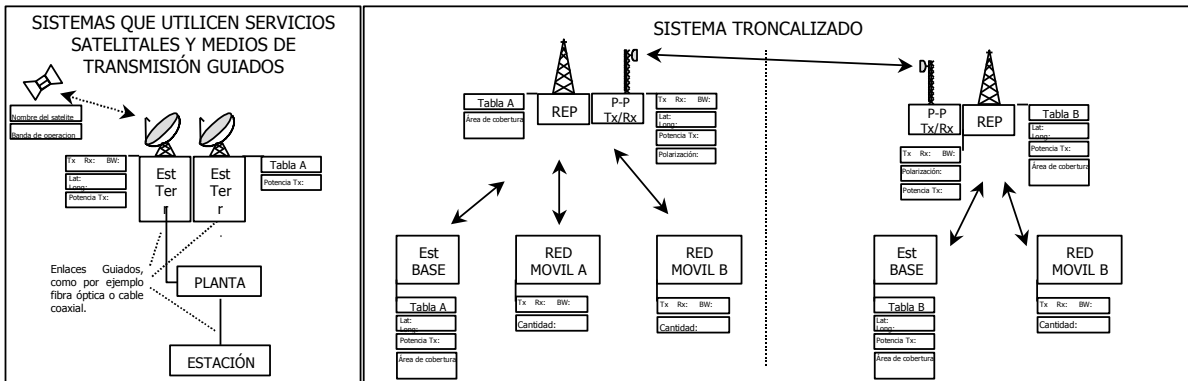 SISTEMAS QUE UTILICEN SERVICIOS
SATELITALES Y MEDIOS DE
TRANSMISIÓN GUIADOS
Nombre del satelite
Banda de operacion
Tx Rx: BW:
Lat:
Long:
Potencia Tx:
Est
Ter
r
Est
Ter
r
Tabla A
Potencia Tx:
Enlaces Guiados,
como por ejemplo
fibra óptica o cable
coaxial.
PLANTA
ESTACIÓN
SISTEMA TRONCALIZADO
Tabla A
Área de cobertura
REP
P-P
Tx/Rx
Tx Rx: BW:
Lat:
Long:
Potencia Tx:
Polarización:
Est
BASE
Tabla A
Lat:
Long:
Potencia Tx:
Área de cobertura
RED
MOVIL A
Tx Rx: BW:
Cantidad:
RED
MOVIL B
Tx Rx: BW:
Cantidad:
P-P
Tx/Rx
REP
Tx Rx: BW:
Polarización:
Potencia Tx:
Tabla B
Lat:
Long:
Potencia Tx:
Área de cobertura
Est
BASE
Tabla B
Lat:
Long:
Potencia Tx:
Área de cobertura
RED
MOVIL B
Tx Rx: BW:
Cantidad: